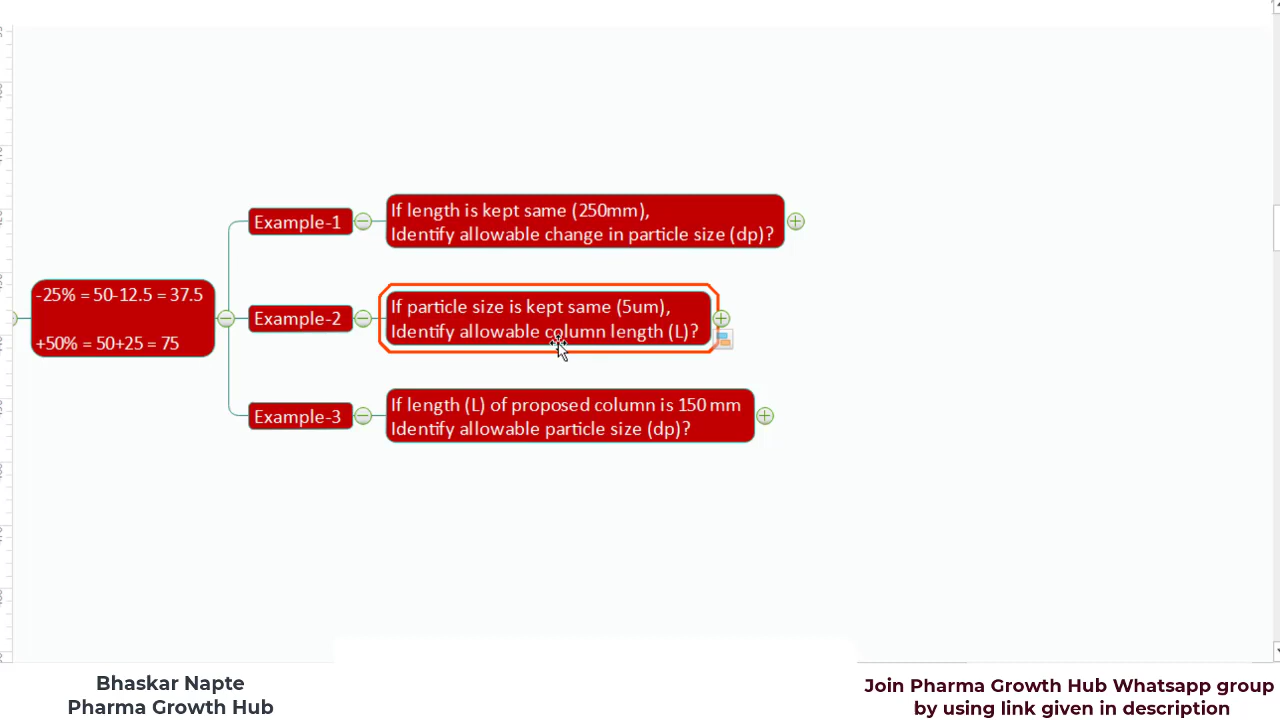 -25% = 50-12.5 = 37.5
+50% = 50+25 = 75
Example-1
If length is kept same (250mm),
Identify allowable change in particle size (dp)?
Example-2
If particle size is kept same (5um),
Identify allowable column length (L)?
Example-3
If length (L) of proposed column is 150 mm
Identify allowable particle size (dp)?
Bhaskar Napte
Pharma Growth Hub
Join Pharma Growth Hub Whatsapp group
by using link given in description